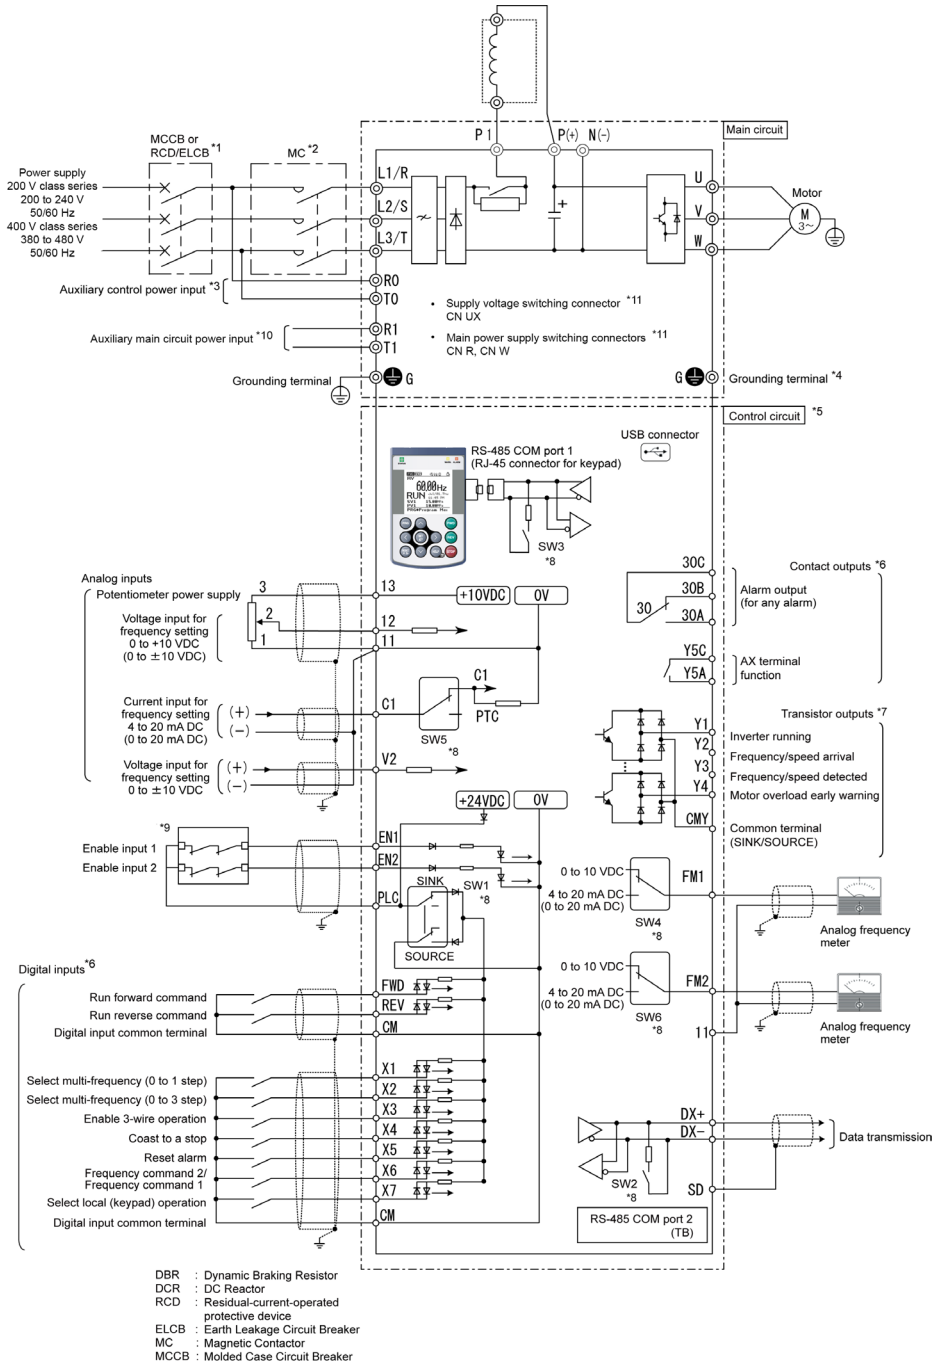 P1
P(+)
N(-)
Main circuit
MCCB or
RCD/ELCB *1
MC *2
Power supply
200 V class series
200 to 240 V
50/60 Hz
400 V class series
380 to 480 V
50/60 Hz
L1/R
L2/S
L3/T
+
U
V
W
Motor
M
3~
Auxiliary control power input *3
R0
T0
• Supply voltage switching connector *11
CN UX
Auxiliary main circuit power input *10
R1
T1
• Main power supply switching connectors *11
CN R, CN W
Grounding terminal
G
G
Grounding terminal *4
Control circuit *5
USB connector
RS-485 COM port 1
(RJ-45 connector for keypad)
60.00Hz
RUN
SW3
*8
Contact outputs *6
30C
30B
30
30A
Alarm output
(for any alarm)
Y5C
Y5A
AX terminal
function
Analog inputs
Potentiometer power supply
3
2
1
13
+10VDC
0V
Voltage input for
frequency setting
0 to +10 VDC
(0 to ±10 VDC)
12
11
Current input for
frequency setting
4 to 20 mA DC
(0 to 20 mA DC)
(+)
(−)
C1
C1
PTC
SW5
*8
Voltage input for
frequency setting
0 to ±10 VDC
(+)
(−)
V2
Transistor outputs *7
Y1
Inverter running
Y2
Frequency/speed arrival
Y3
Frequency/speed detected
Y4
Motor overload early warning
CMY
Common terminal
(SINK/SOURCE)
+24VDC
0V
*9
Enable input 1
EN1
Enable input 2
EN2
PLC
SINK
SW1
*8
SOURCE
0 to 10 VDC
4 to 20 mA DC
(0 to 20 mA DC)
SW4
*8
FM1
Analog frequency
meter
0 to 10 VDC
4 to 20 mA DC
(0 to 20 mA DC)
SW6
*8
FM2
11
Analog frequency
meter
Digital inputs *6
Run forward command
FWD
Run reverse command
REV
Digital input common terminal
CM
Select multi-frequency (0 to 1 step)
X1
Select multi-frequency (0 to 3 step)
X2
Enable 3-wire operation
X3
Coast to a stop
X4
Reset alarm
X5
Frequency command 2/
Frequency command 1
X6
Select local (keypad) operation
X7
Digital input common terminal
CM
DX+
DX−
Data transmission
SW2
*8
SD
RS-485 COM port 2
(TB)
DBR : Dynamic Braking Resistor
DCR : DC Reactor
RCD : Residual-current-operated
protective device
ELCB : Earth Leakage Circuit Breaker
MC : Magnetic Contactor
MCCB : Molded Case Circuit Breaker